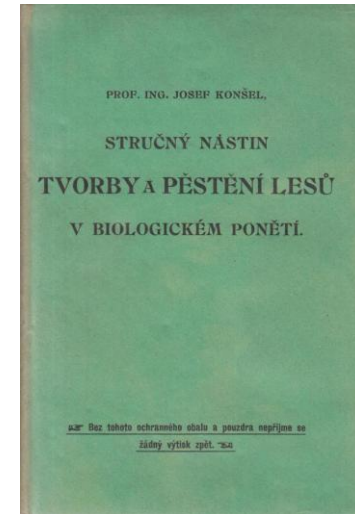 PROF. ING. JOSEF KONŠEL,
STRUČNÝ NÁSTIN
TVORBY A PĚSTĚNÍ LESŮ
V BIOLOGICKÉM PONĚTÍ.
Bez tohoto ochranného obalu a pouzdra nepřijme se
žádný výtisk zpět.